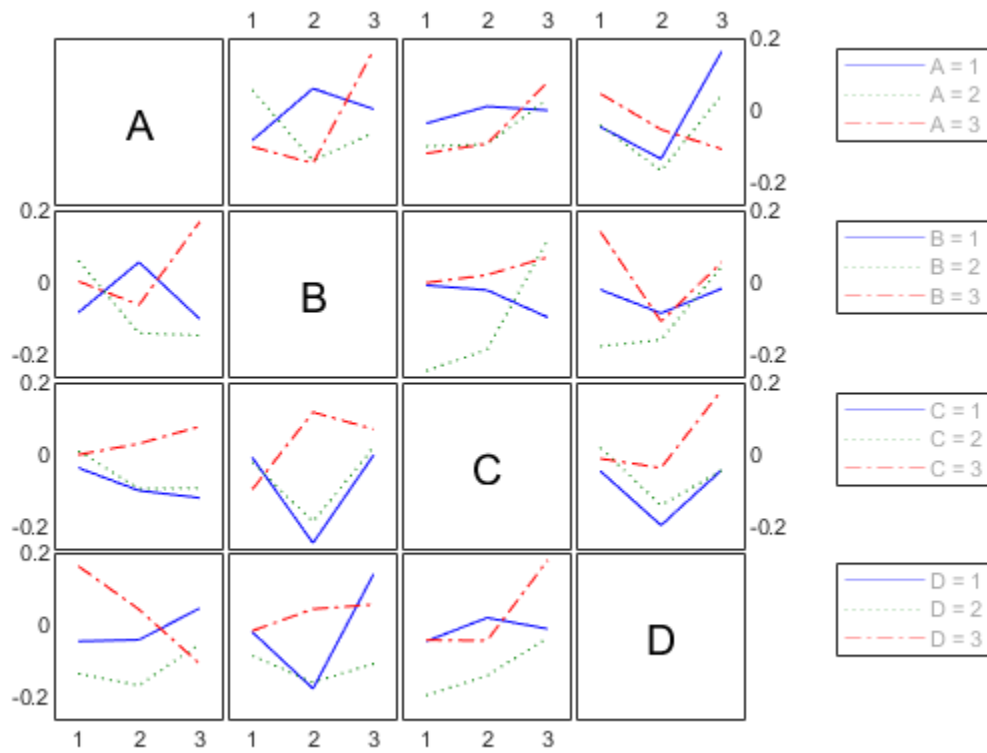 1 2 3 1 2 3 1 2 3
0.2
A = 1
A = 2
A = 3
A
0
-0.2
0.2
0
-0.2
B
0
-0.2
B = 1
B = 2
B = 3
0.2
0
-0.2
C
0.2
0
-0.2
C = 1
C = 2
C = 3
0.2
0
-0.2
D
D = 1
D = 2
D = 3
1 2 3 1 2 3 1 2 3